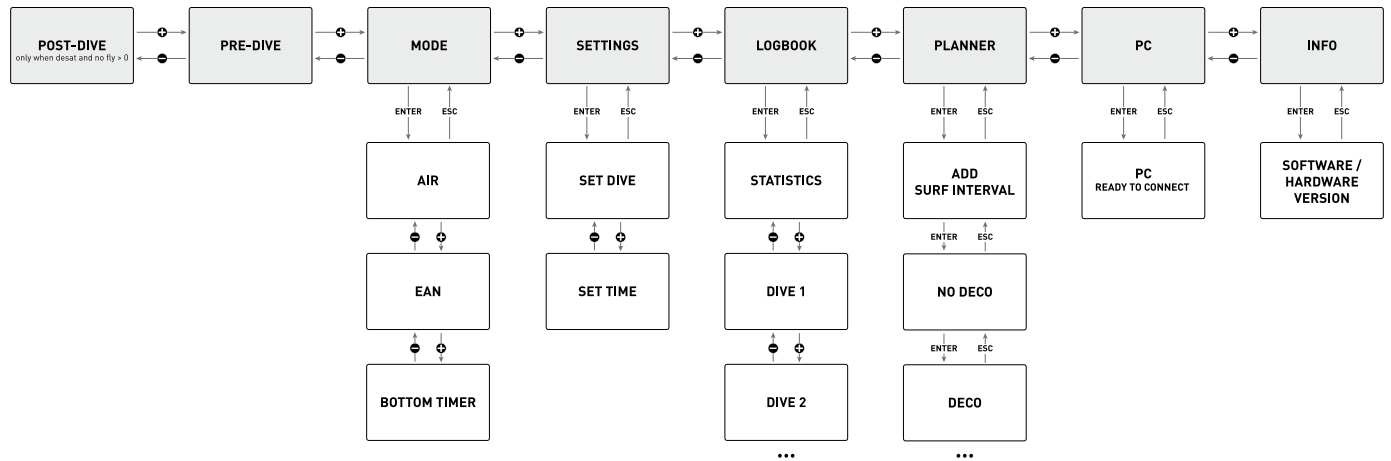 POST-DIVE
only when desat and no fly > 0
PRE-DIVE
MODE
SETTINGS
LOGBOOK
PLANNER
PC
INFO
+ + + + + + +
− − − − − − −
ENTER ESC ENTER ESC ENTER ESC ENTER ESC ENTER ESC ENTER ESC
AIR
SET DIVE
STATISTICS
ADD
SURF INTERVAL
PC
READY TO CONNECT
SOFTWARE /
HARDWARE
VERSION
− + − + − + ENTER ESC
EAN
SET TIME
DIVE 1
NO DECO
− + − + ENTER ESC
BOTTOM TIMER
DIVE 2
DECO
••• •••